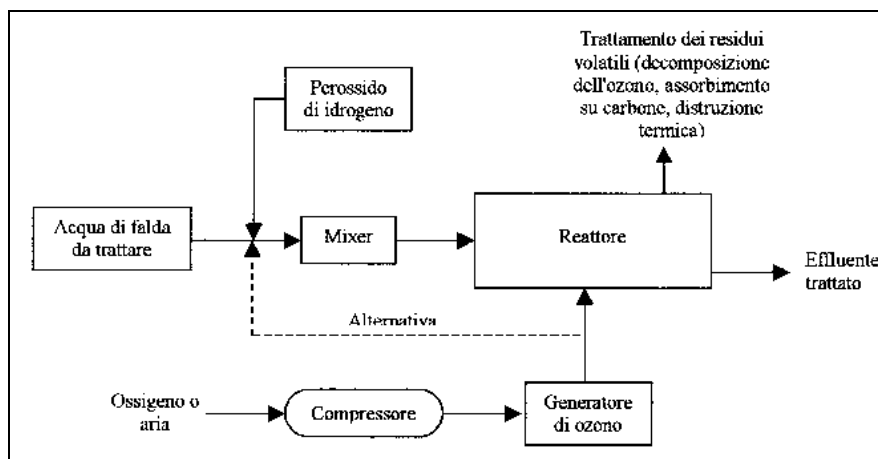 Trattamento dei residui
volatili (decomposizione
dell'ozono, assorbimento
su carbone, distruzione
termica)
Perossido
di idrogeno
Acqua di falda
da trattare
Mixer
Reattore
Effluente
trattato
Alternativa
Ossigeno o
aria
Compressore
Generatore
di ozono